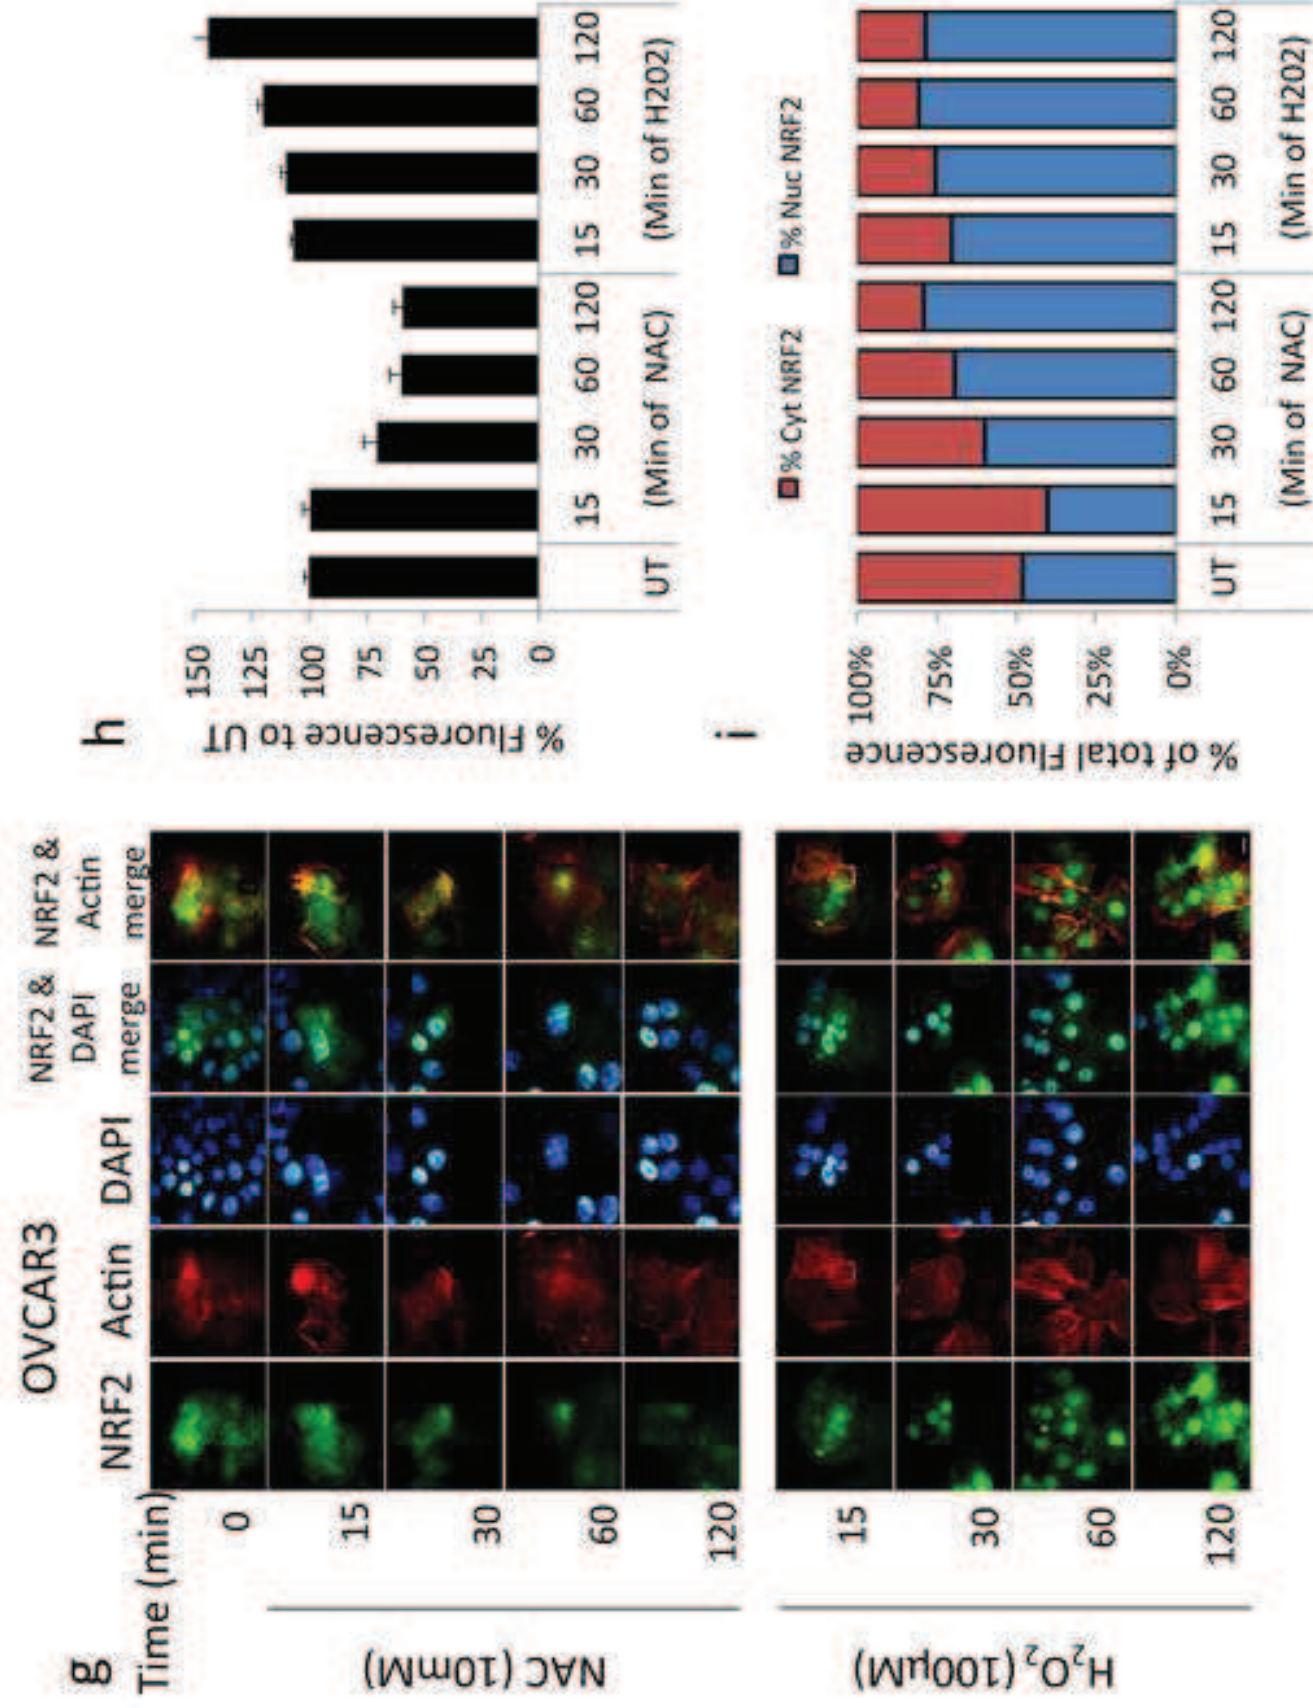 g
OVCAR3
Time (min)
NRF2 Actin DAPI NRF2 & DAPI merge NRF2 & Actin merge
0
15
30
60
120
NAC (10mM)
15
30
60
120
H₂O₂ (100µM)
h
% Fluorescence to UT
150
125
100
75
50
25
0
UT 15 30 60 120 15 30 60 120
(Min of NAC) (Min of H202)
i
% Cyt NRF2 % Nuc NRF2
% of total Fluorescence
100%
75%
50%
25%
0%
UT 15 30 60 120 15 30 60 120
(Min of NAC) (Min of H202)